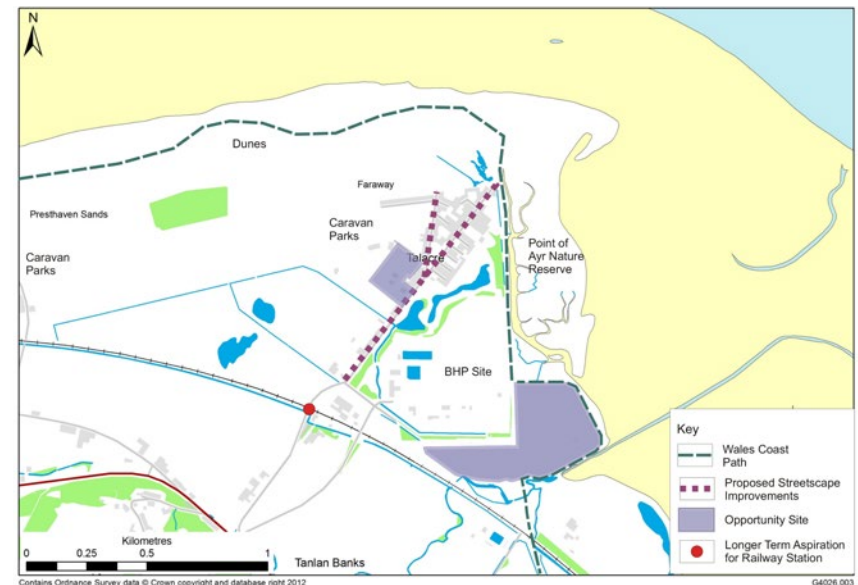 N
Dunes
Faraway
Presthaven Sands
Caravan
Parks
Caravan
Parks
Talacre
Point of
Ayr Nature
Reserve
BHP Site
Key
Wales Coast
Path
Proposed Streetscape
Improvements
Opportunity Site
Longer Term Aspiration
for Railway Station
Kilometres
0 0.25 0.5 1
Tanlan Banks
Contains Ordnance Survey data © Crown copyright and database right 2012